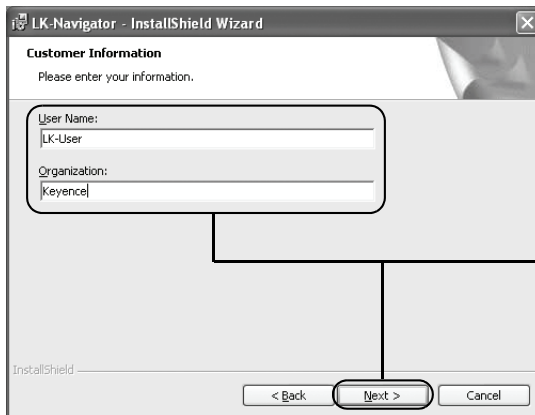 LK-Navigator - InstallShield Wizard
Customer Information
Please enter your information.
User Name:
LK-User
Organization:
Keyence
InstallShield
< Back Next > Cancel